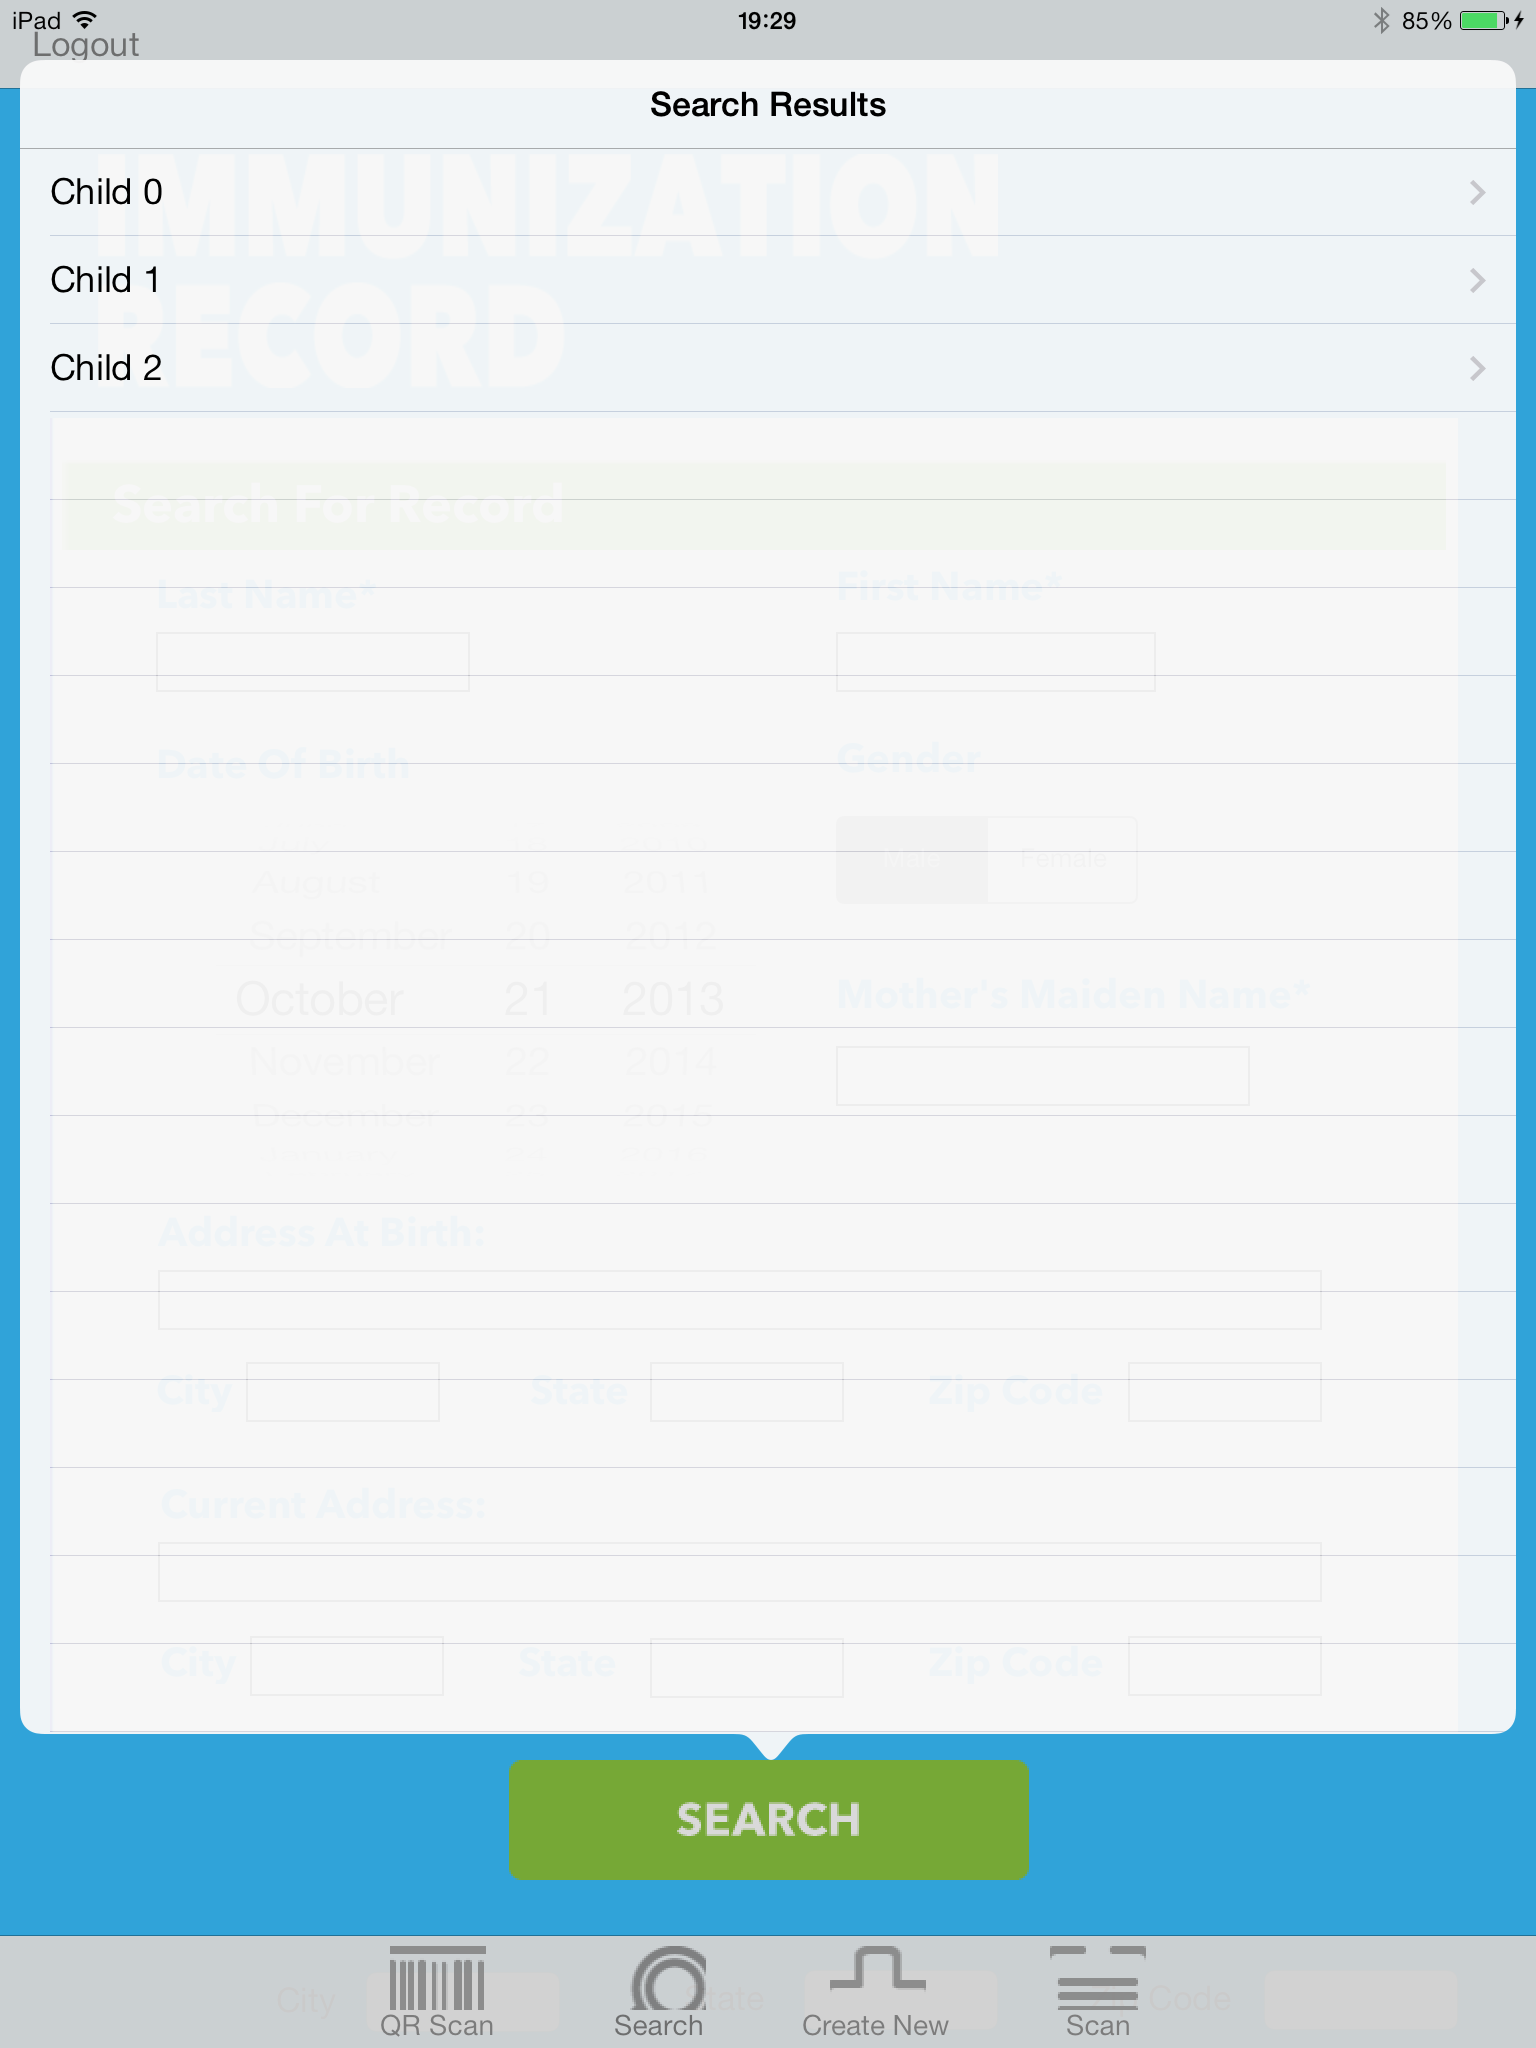 iPad 19:29 85%
Logout
Search Results
IMMUNIZATION
RECORD
Child 0
Child 1
Child 2
Search For Record
Last Name* First Name*
Date Of Birth Gender
Male Female
August 19 2011
September 20 2012
October 21 2013
November 22 2014
December 23 2015
Mother's Maiden Name*
Address At Birth:
City State Zip Code
Current Address:
City State Zip Code
SEARCH
City State Code
QR Scan Search Create New Scan